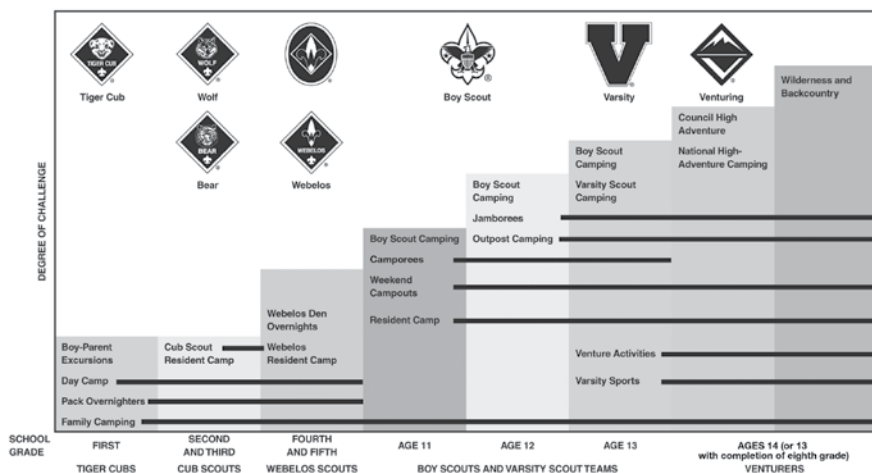 TIGER CUB
®
WOLF
®
®
®
®
®
Tiger Cub
Wolf
Boy Scout
Varsity
Venturing
Wilderness and
Backcountry
BEAR
®
WEBELOS
®
Bear
Webelos
Council High
Adventure
National High-
Adventure Camping
Boy Scout
Camping
Varsity Scout
Camping
Boy Scout
Camping
Jamborees
Outpost Camping
DEGREE OF CHALLENGE
Boy Scout Camping
Camporees
Weekend
Campouts
Resident Camp
Webelos Den
Overnights
Webelos
Resident Camp
Cub Scout
Resident Camp
Boy-Parent
Excursions
Day Camp
Pack Overnighters
Family Camping
Venture Activities
Varsity Sports
SCHOOL
GRADE
FIRST
SECOND
AND THIRD
FOURTH
AND FIFTH
AGE 11
AGE 12
AGE 13
AGES 14 (or 13
with completion of eighth grade)
TIGER CUBS
CUB SCOUTS
WEBELOS SCOUTS
BOY SCOUTS AND VARSITY SCOUT TEAMS
VENTURERS